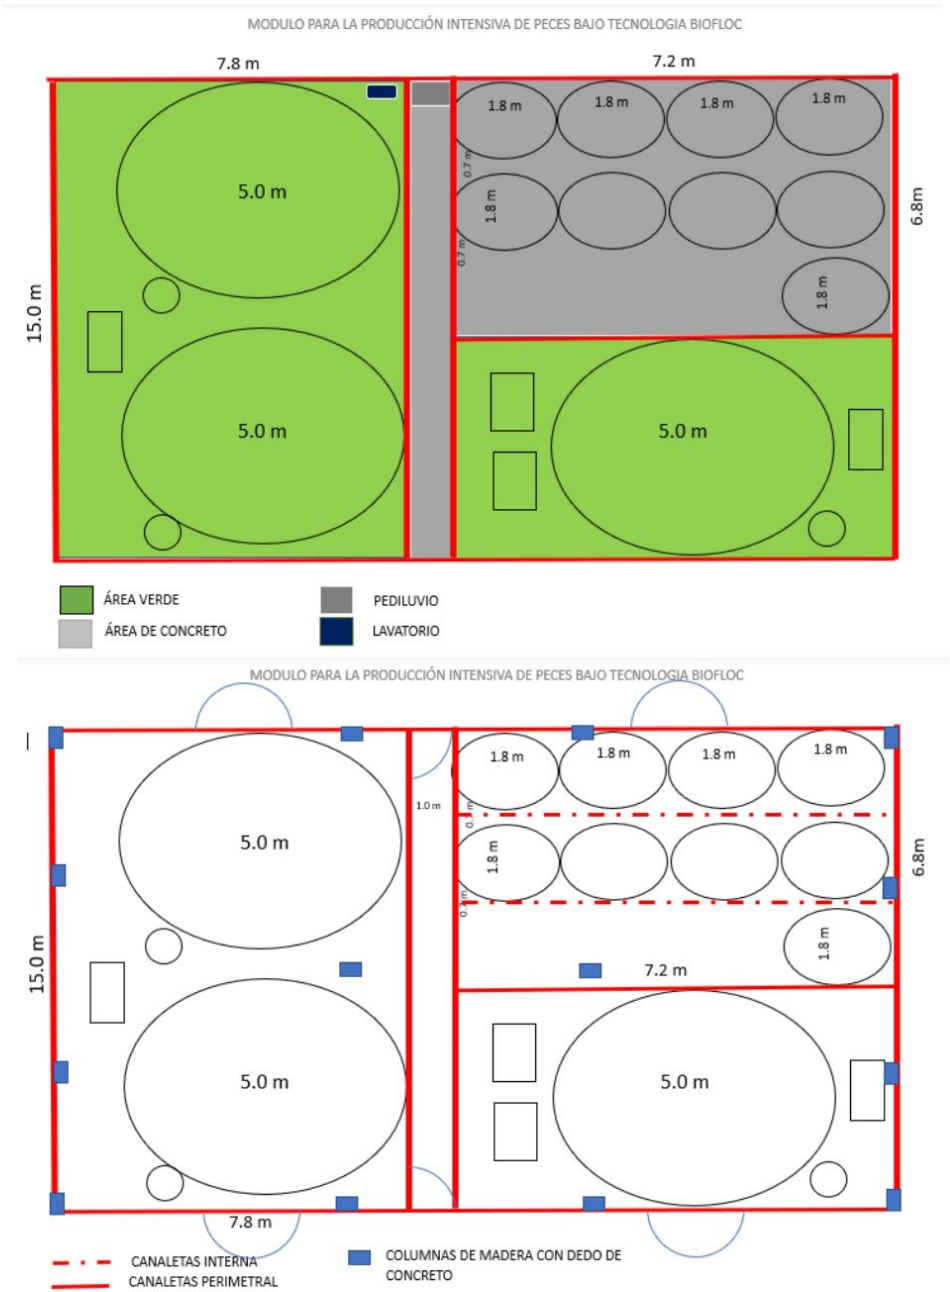 MODULO PARA LA PRODUCCIÓN INTENSIVA DE PECES BAJO TECNOLOGIA BIOFLOC
7.8 m
7.2 m
1.8 m
1.8 m
1.8 m
1.8 m
0.7 m
5.0 m
1.8 m
6.8m
0.7 m
15.0 m
1.8 m
5.0 m
5.0 m
ÁREA VERDE
PEDILUVIO
ÁREA DE CONCRETO
LAVATORIO
MODULO PARA LA PRODUCCIÓN INTENSIVA DE PECES BAJO TECNOLOGIA BIOFLOC
1.8 m
1.8 m
1.8 m
1.8 m
1.0 m
0.7 m
5.0 m
1.8 m
6.8m
0.7 m
15.0 m
1.8 m
7.2 m
5.0 m
5.0 m
7.8 m
CANALETAS INTERNA
CANALETAS PERIMETRAL
COLUMNAS DE MADERA CON DEDO DE
CONCRETO